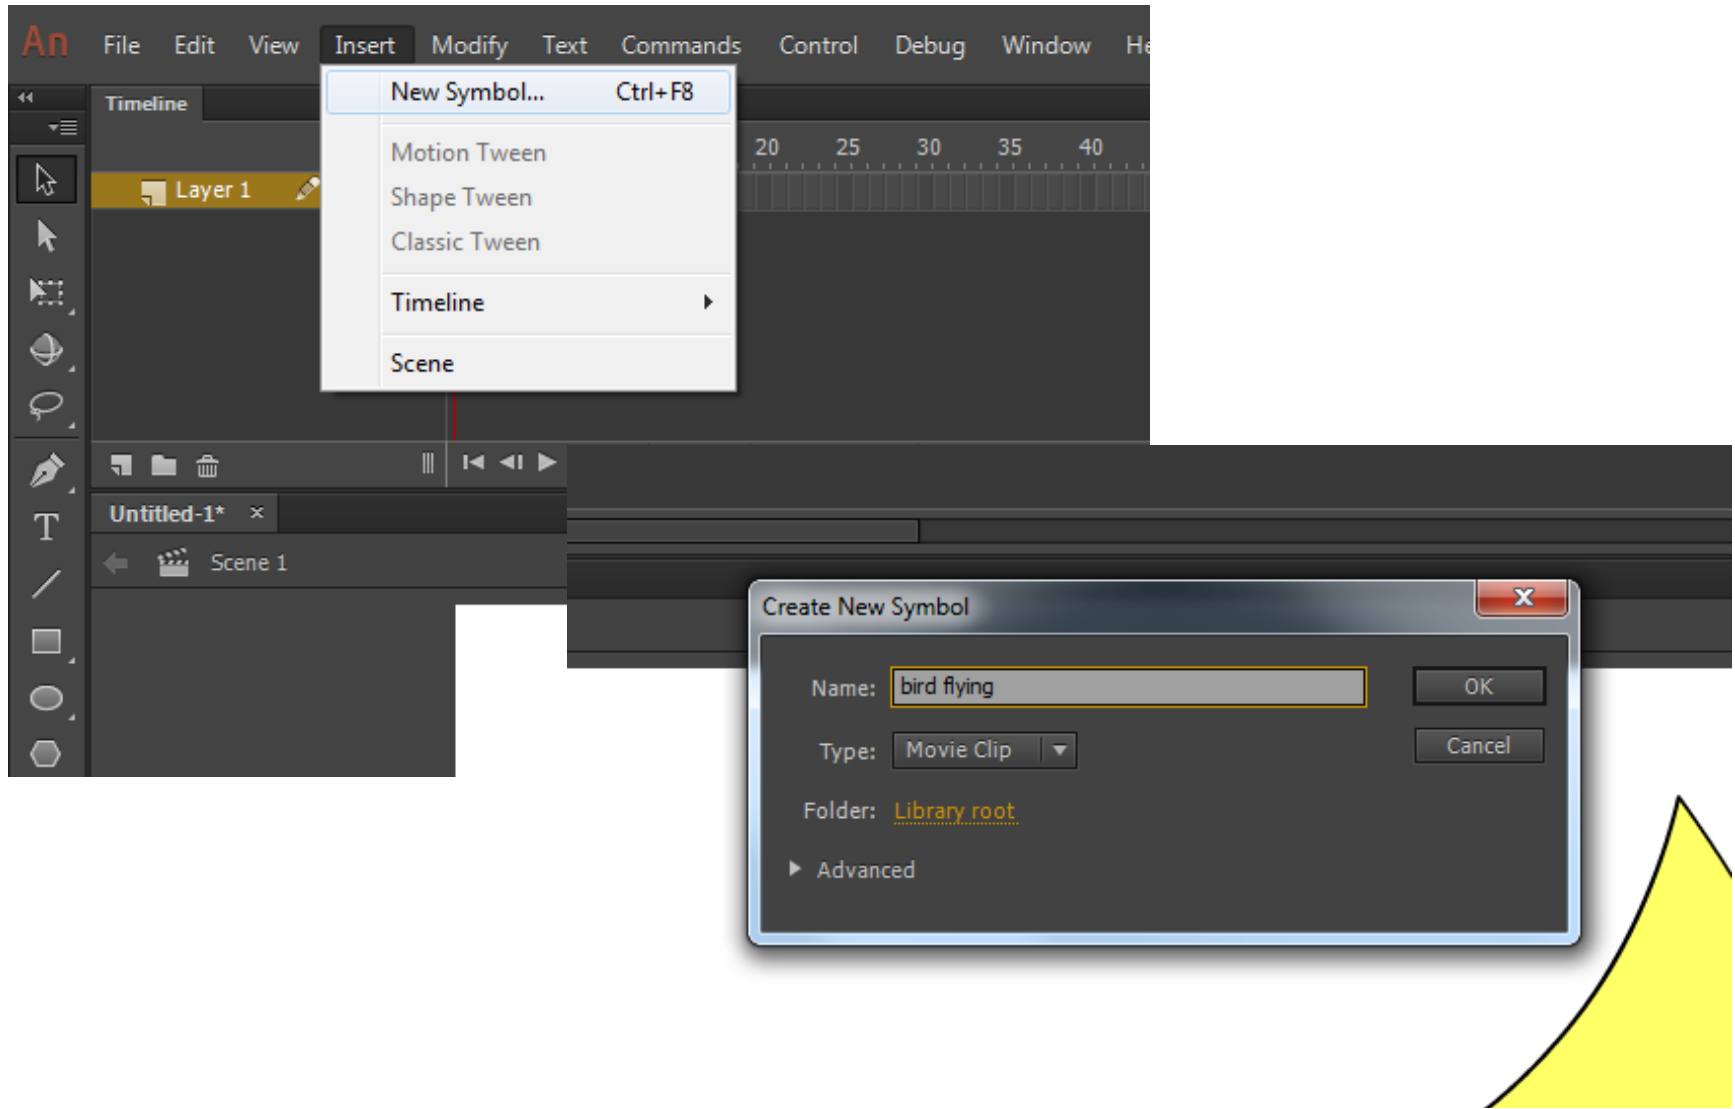 An File Edit View Insert Modify Text Commands Control Debug Window He
Timeline
New Symbol... Ctrl+F8
20 25 30 35 40
Motion Tween
Layer 1
Shape Tween
Classic Tween
Timeline
Scene
Untitled-1* ×
T
Scene 1
Create New Symbol
Name: bird flying OK
Type: Movie Clip Cancel
Folder: Library root
Advanced